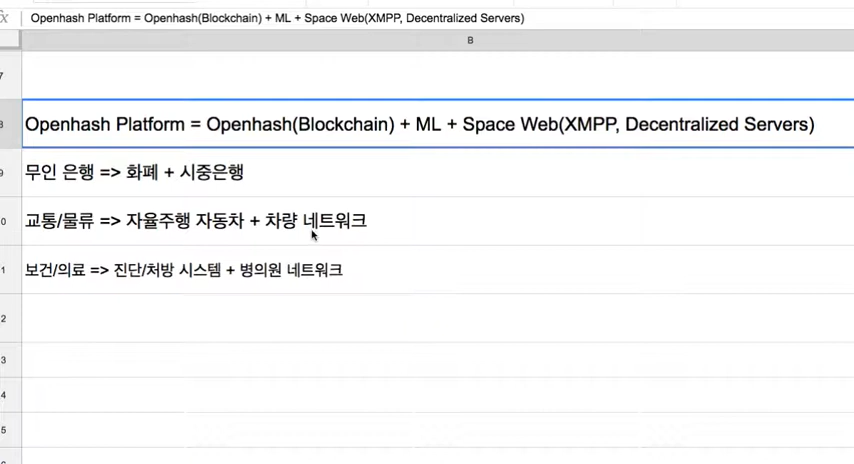 Openhash Platform = Openhash(Blockchain) + ML + Space Web(XMPP, Decentralized Servers)
B
7
Openhash Platform = Openhash(Blockchain) + ML + Space Web(XMPP, Decentralized Servers)
9 무인 은행 => 화폐 + 시중은행
0 교통/물류 => 자율주행 자동차 + 차량 네트워크
1 보건/의료 => 진단/처방 시스템 + 병의원 네트워크
2
3
4
5